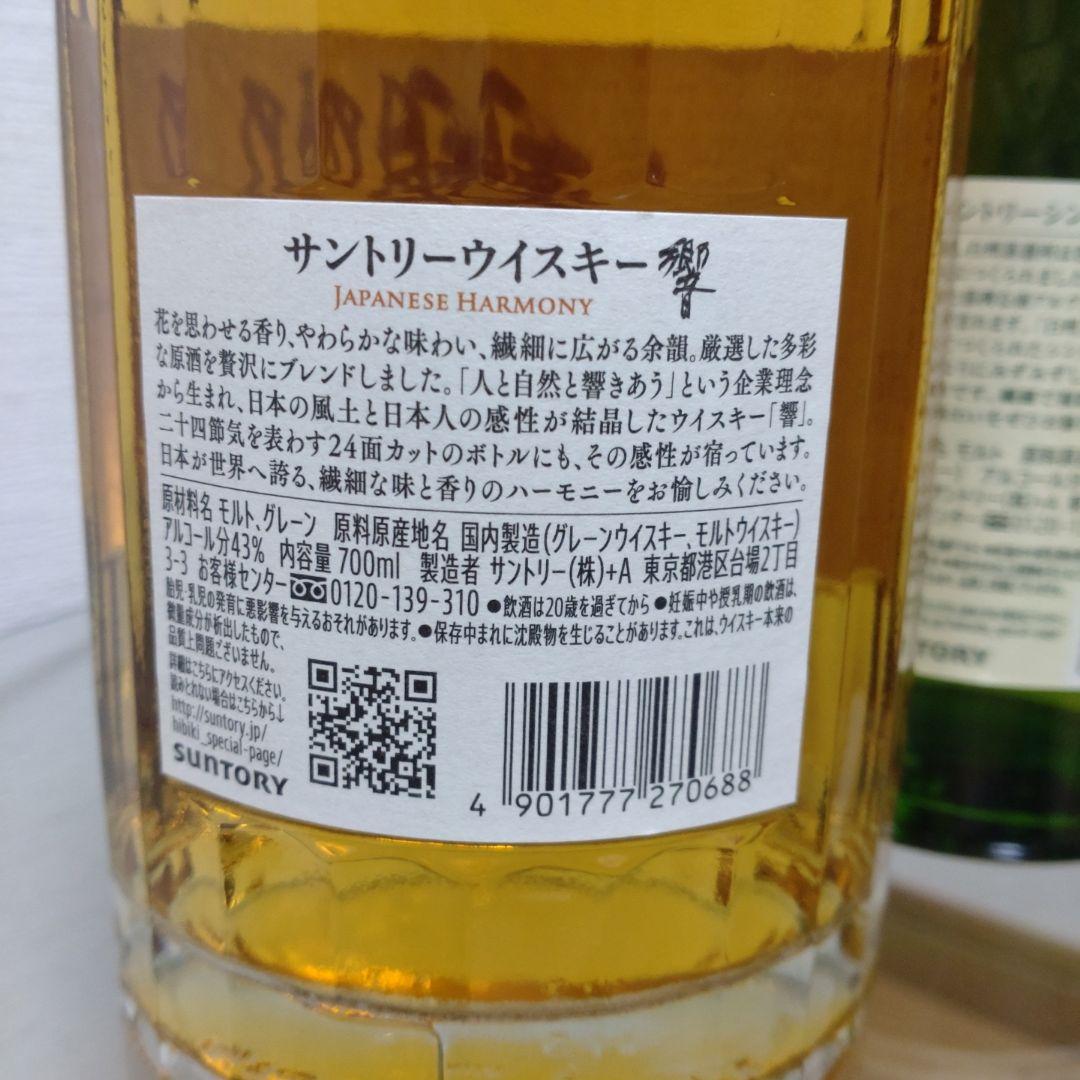 サントリーウイスキー 響
JAPANESE HARMONY
花を思わせる香り、やわらかな味わい、繊細に広がる余韻。厳選した多彩
な原酒を贅沢にブレンドしました。「人と自然と響きあう」という企業理念
から生まれ、日本の風土と日本人の感性が結晶したウイスキー「響」。
二十四節気を表わす24面カットのボトルにも、その感性が宿っています。
日本が世界へ誇る、繊細な味と香りのハーモニーをお愉しみください。
原材料名 モルト、グレーン 原料原産地名 国内製造(グレーンウイスキー、モルトウイスキー)
アルコール分43% 内容量 700ml 製造者 サントリー(株)+A 東京都港区台場2丁目
3-3 お客様センター 0120-139-310 ●飲酒は20歳を過ぎてから ●妊娠中や授乳期の飲酒は、
胎児・乳児の発育に悪影響を与えるおそれがあります。●保存中まれに沈殿物を生じることがあります。これは、ウイスキー本来の
微量成分が析出したもので、
品質上問題ございません。
詳細はこちらにアクセスください。
読みとれない場合はこちらから↓
http://suntory.jp/
hibiki_special-page/
SUNTORY
4 901777 270688
ントリーシン
TORY